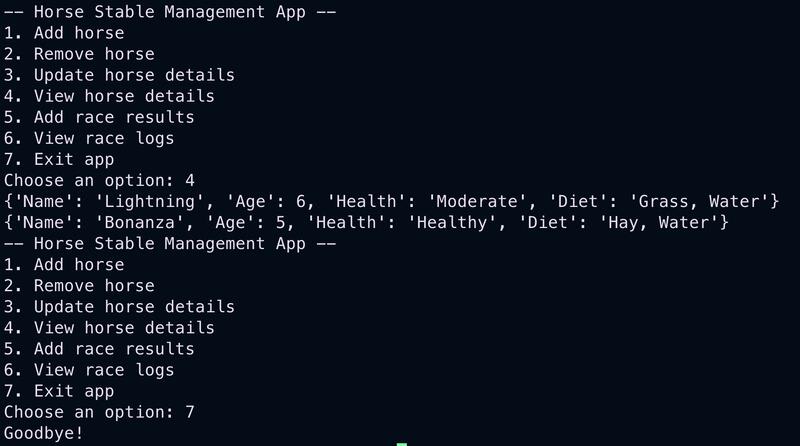 -- Horse Stable Management App --
1. Add horse
2. Remove horse
3. Update horse details
4. View horse details
5. Add race results
6. View race logs
7. Exit app
Choose an option: 4
{'Name': 'Lightning', 'Age': 6, 'Health': 'Moderate', 'Diet': 'Grass, Water'}
{'Name': 'Bonanza', 'Age': 5, 'Health': 'Healthy', 'Diet': 'Hay, Water'}
-- Horse Stable Management App --
1. Add horse
2. Remove horse
3. Update horse details
4. View horse details
5. Add race results
6. View race logs
7. Exit app
Choose an option: 7
Goodbye!